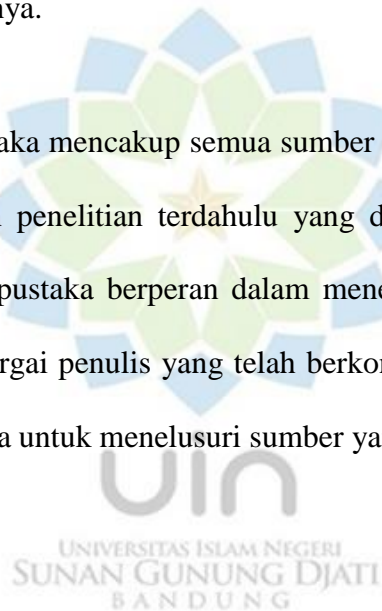 nya.
aka mencakup semua sumber
penelitian terdahulu yang d
pustaka berperan dalam mene
rgai penulis yang telah berkon
a untuk menelusuri sumber ya
uin
UNIVERSITAS ISLAM NEGERI
SUNAN GUNUNG DJATI
BANDUNG